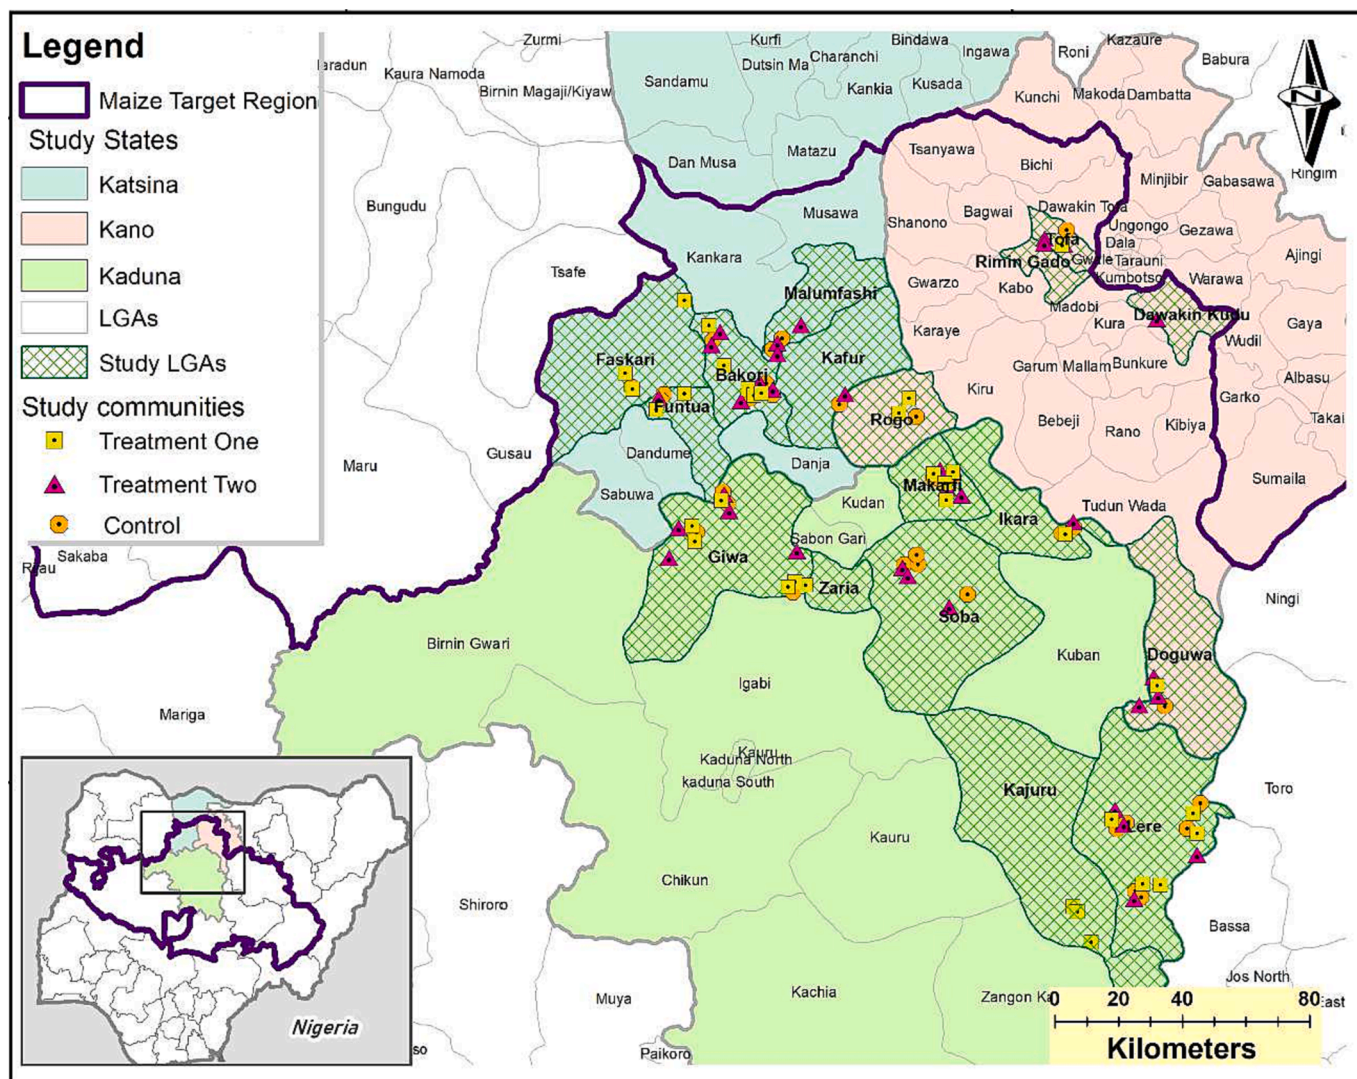 Legend
Maize Target Region
Study States
Katsina
Kano
Kaduna
LGAs
Study LGAs
Study communities
Treatment One
Treatment Two
Control
N
Zurmi
Kaura Namoda
Birnin Magaji/Kiyaw
Bungudu
Tsafe
Maru
Gusau
Sakaba
Mariga
Sandamu
Kurfi
Dutsin Ma
Charanchi
Bindawa
Ingawa
Kankia
Kusada
Roni
Kazaure
Babura
Kunchi
Makoda
Dambatta
Dan Musa
Matazu
Tsanyawa
Bichi
Minjibir
Gabasawa
Ringim
Musawa
Shanono
Bagwai
Dawakin Tofa
Ungongo
Gezawa
Dala
Tofa
Ajingi
Kankara
Rimin Gado
Gwale
Tarauni
Kumbotso
Warawa
Malumfashi
Gwarzo
Kabo
Madobi
Dawakin Kudu
Karaye
Kura
Gaya
Wudil
Faskari
Bakori
Kafur
Garum Mallam
Bunkure
Albasu
Kiru
Garko
Funtua
Rogo
Bebeji
Rano
Kibiya
Takai
Dandume
Danja
Sabuwa
Makarfi
Sumaila
Kudan
Ikara
Tudun Wada
Sabon Gari
Giwa
Zaria
Soba
Ningi
Birnin Gwari
Kuban
Doguwa
Igabi
Kauru
Kaduna North
kaduna South
Kajuru
Toro
Lere
Kauru
Chikun
Shiroro
Bassa
Jos North
Muya
Kachia
Zangon Ka
East
Paikoro
so
Nigeria
0 20 40 80
Kilometers